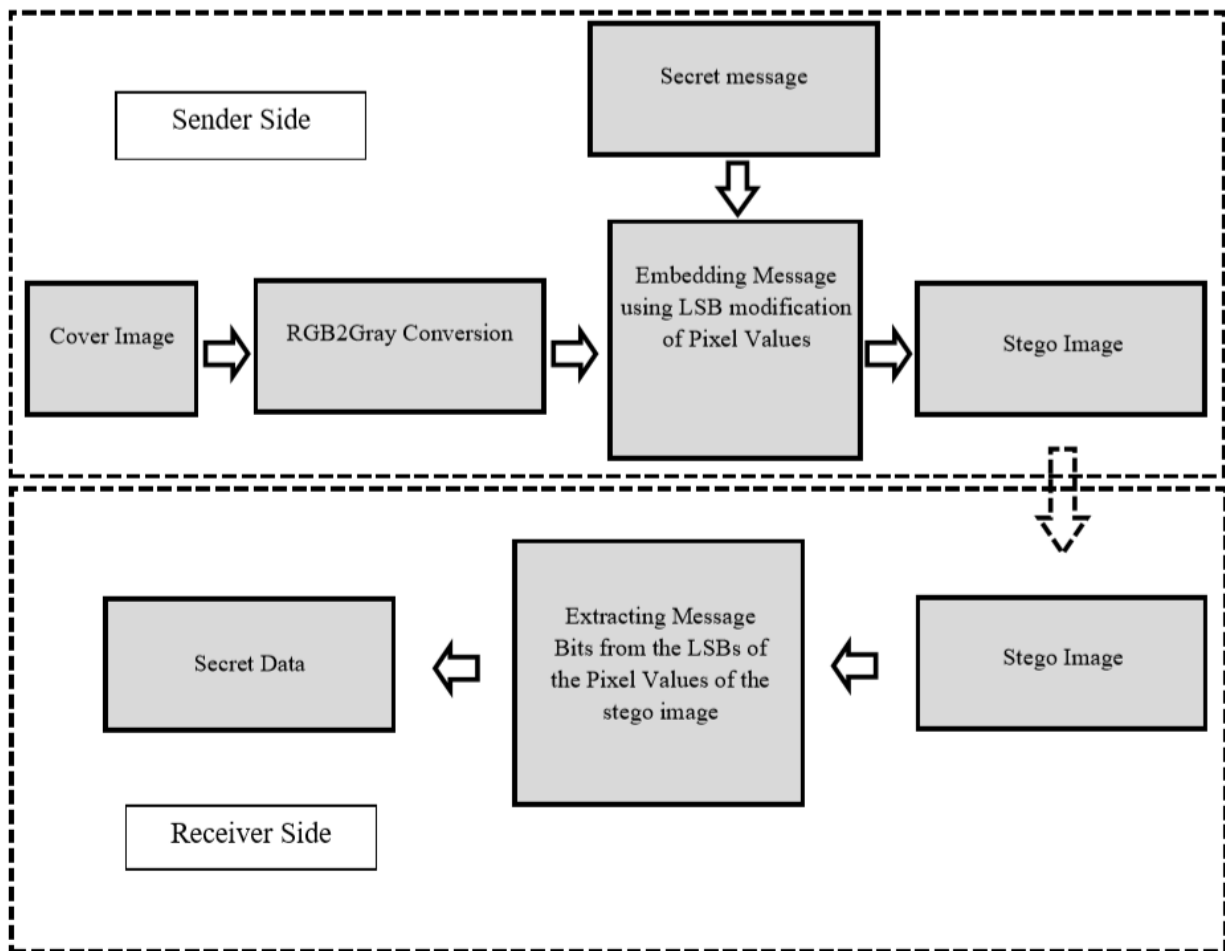 Secret message
Sender Side
Cover Image
RGB2Gray Conversion
Embedding Message
using LSB modification
of Pixel Values
Stego Image
Secret Data
Extracting Message
Bits from the LSBs of
the Pixel Values of the
stego image
Stego Image
Receiver Side